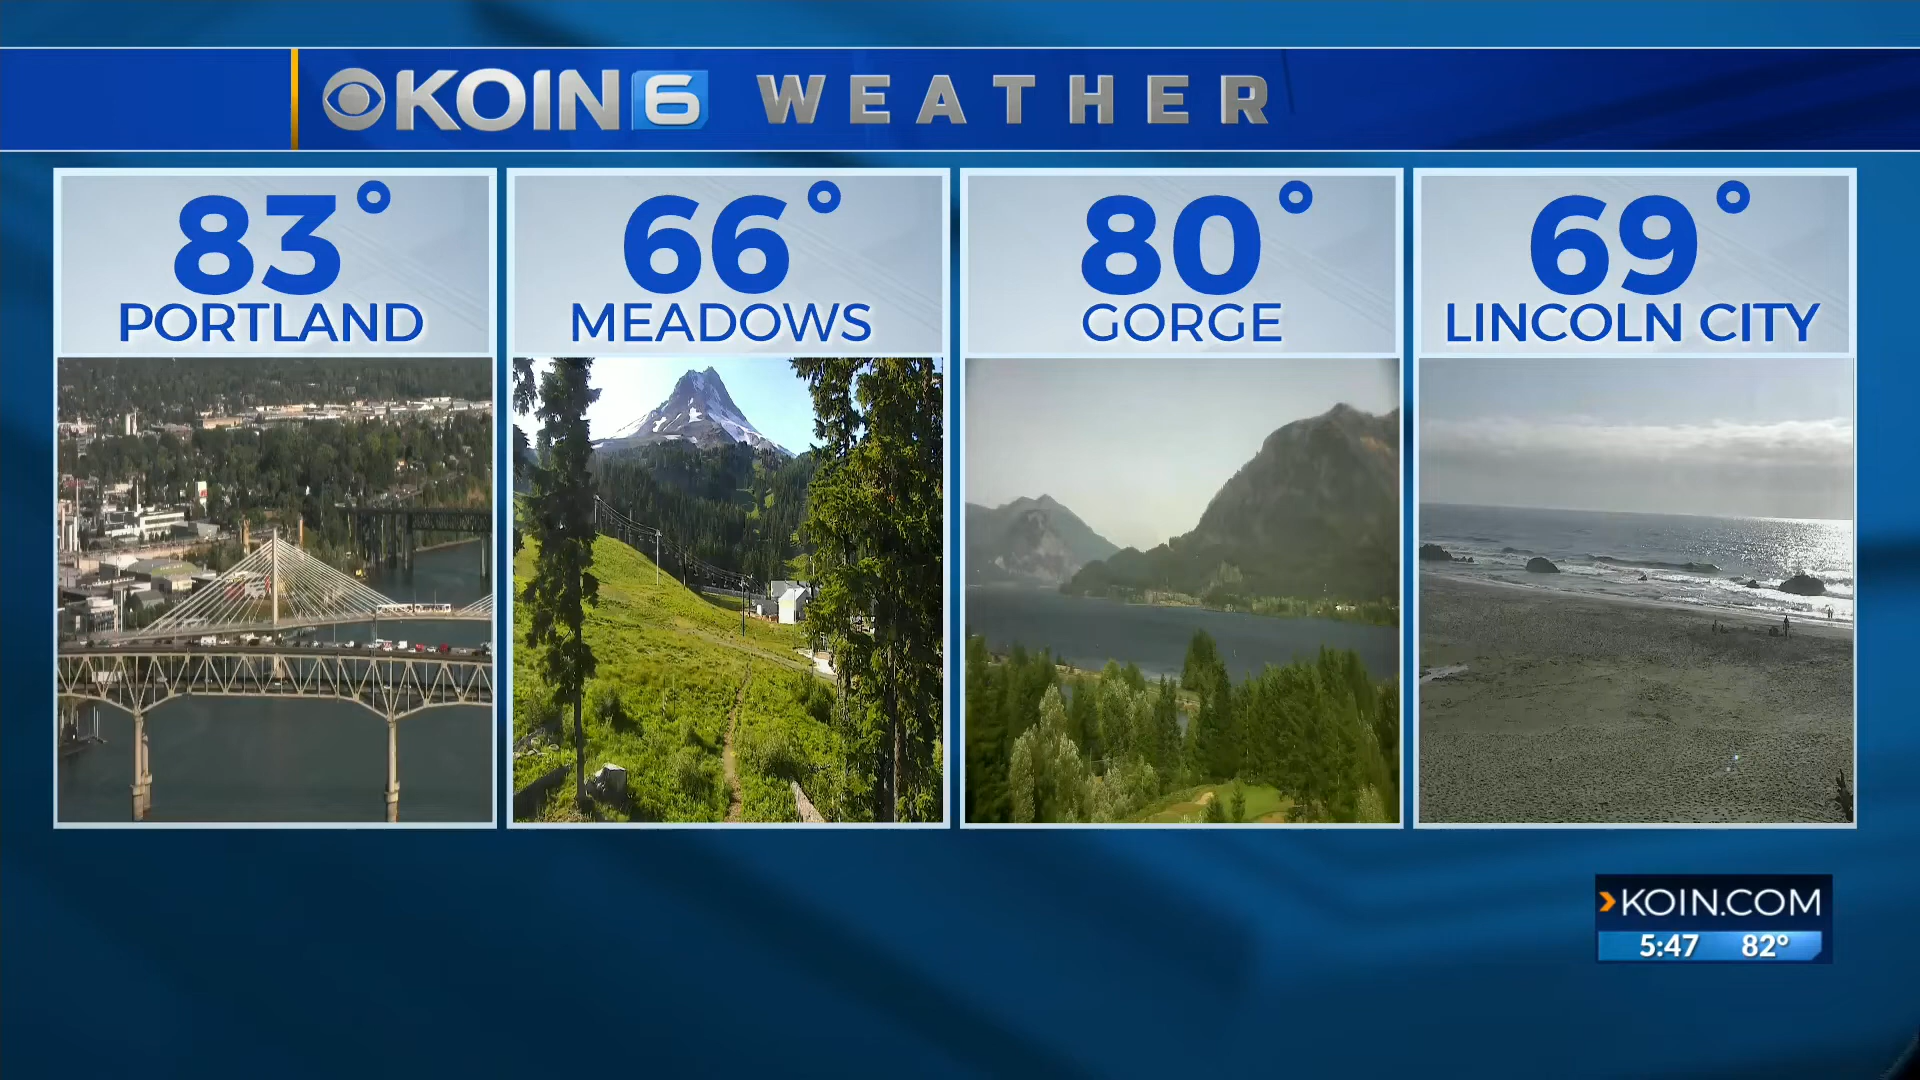 KOIN 6 WEATHER
83°
PORTLAND
66°
MEADOWS
80°
GORGE
69°
LINCOLN CITY
KOIN.COM
5:47 82°